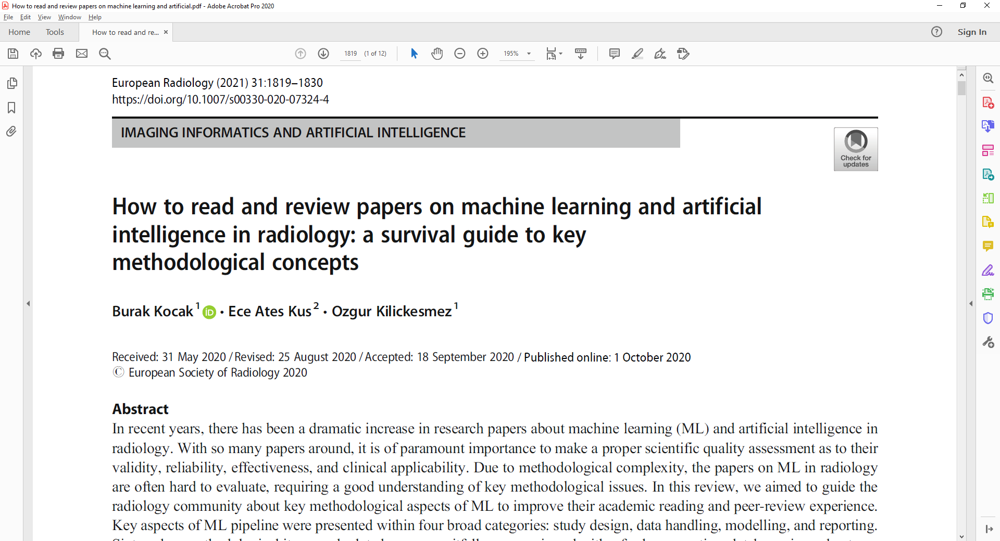 How to read and review papers on machine learning and artificial.pdf - Adobe Acrobat Pro 2020
File Edit View Window Help
Home Tools How to read and re... × Sign In
1819 (1 of 12) 195%
European Radiology (2021) 31:1819–1830
https://doi.org/10.1007/s00330-020-07324-4
IMAGING INFORMATICS AND ARTIFICIAL INTELLIGENCE
Check for
updates
How to read and review papers on machine learning and artificial
intelligence in radiology: a survival guide to key
methodological concepts
Burak Kocak 1 iD • Ece Ates Kus 2 • Ozgur Kilickesmez 1
Received: 31 May 2020 / Revised: 25 August 2020 / Accepted: 18 September 2020 / Published online: 1 October 2020
© European Society of Radiology 2020
Abstract
In recent years, there has been a dramatic increase in research papers about machine learning (ML) and artificial intelligence in
radiology. With so many papers around, it is of paramount importance to make a proper scientific quality assessment as to their
validity, reliability, effectiveness, and clinical applicability. Due to methodological complexity, the papers on ML in radiology
are often hard to evaluate, requiring a good understanding of key methodological issues. In this review, we aimed to guide the
radiology community about key methodological aspects of ML to improve their academic reading and peer-review experience.
Key aspects of ML pipeline were presented within four broad categories: study design, data handling, modelling, and reporting.